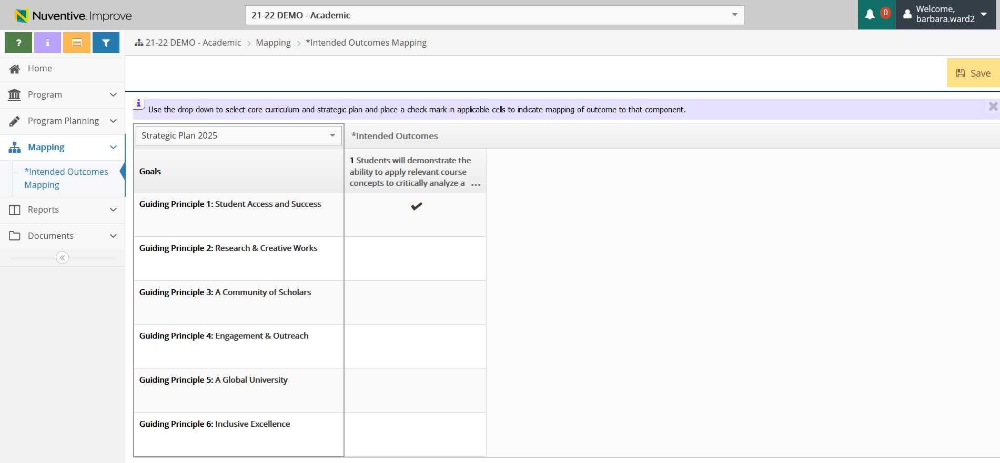 Nuventive Improve
21-22 DEMO - Academic
0
Welcome,
barbara.ward2
?
i
21-22 DEMO - Academic > Mapping > *Intended Outcomes Mapping
Home
Program
Program Planning
Mapping
*Intended Outcomes
Mapping
Reports
Documents
Save
i
Use the drop-down to select core curriculum and strategic plan and place a check mark in applicable cells to indicate mapping of outcome to that component.
Strategic Plan 2025
*Intended Outcomes
Goals
1 Students will demonstrate the
ability to apply relevant course
concepts to critically analyze a ...
Guiding Principle 1: Student Access and Success
Guiding Principle 2: Research & Creative Works
Guiding Principle 3: A Community of Scholars
Guiding Principle 4: Engagement & Outreach
Guiding Principle 5: A Global University
Guiding Principle 6: Inclusive Excellence